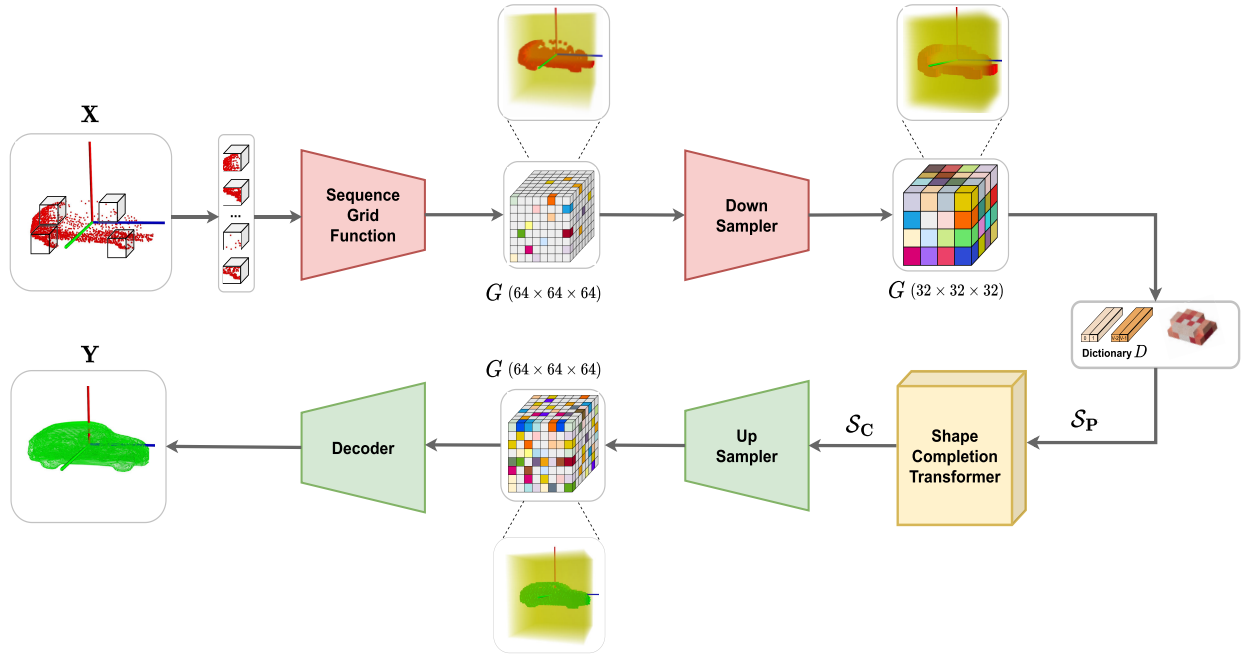 X
Sequence
Grid
Function
...
G (64 × 64 × 64)
Down
Sampler
G (32 × 32 × 32)
Dictionary D
S_P
Shape
Completion
Transformer
S_C
Up
Sampler
G (64 × 64 × 64)
Decoder
Y